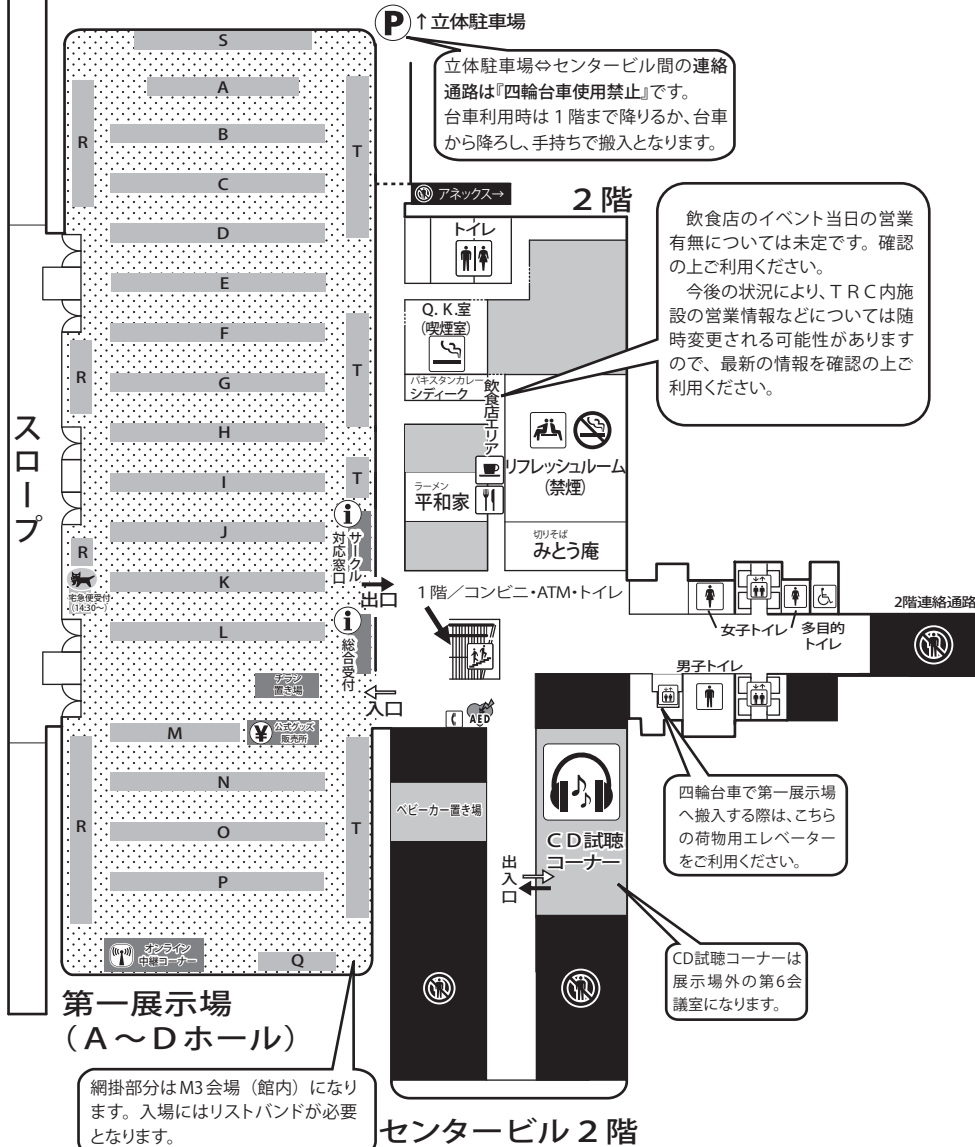 P ↑立体駐車場
立体駐車場⇔センタービル間の連絡
通路は『四輪台車使用禁止』です。
台車利用時は1階まで降りるか、台車
から降ろし、手持ちで搬入となります。
S
A
B
C
D
E
F
G
H
I
J
K
L
M
N
O
P
Q
R
R
R
R
T
T
T
T
スロープ
アネックス→
2階
トイレ
Q.K.室
(喫煙室)
パキスタンカレー
シディーク
飲食店エリア
リフレッシュルーム
(禁煙)
ラーメン
平和家
切りそば
みとう庵
飲食店のイベント当日の営業
有無については未定です。確認
の上ご利用ください。
今後の状況により、TRC内施
設の営業情報などについては随
時変更される可能性があります
ので、最新の情報を確認の上ご
利用ください。
サークル
対応窓口
宅急便受付
(14:30〜)
出口
総合受付
入口
チラシ
置き場
公式グッズ
販売所
1階/コンビニ・ATM・トイレ
AED
女子トイレ
多目的
トイレ
2階連絡通路
男子トイレ
四輪台車で第一展示場
へ搬入する際は、こちら
の荷物用エレベーター
をご利用ください。
ベビーカー置き場
CD試聴
コーナー
出入口
CD試聴コーナーは
展示場外の第6会
議室になります。
オンライン
中継コーナー
第一展示場
(A〜Dホール)
網掛部分はM3会場(館内)になり
ます。入場にはリストバンドが必要
となります。
センタービル2階